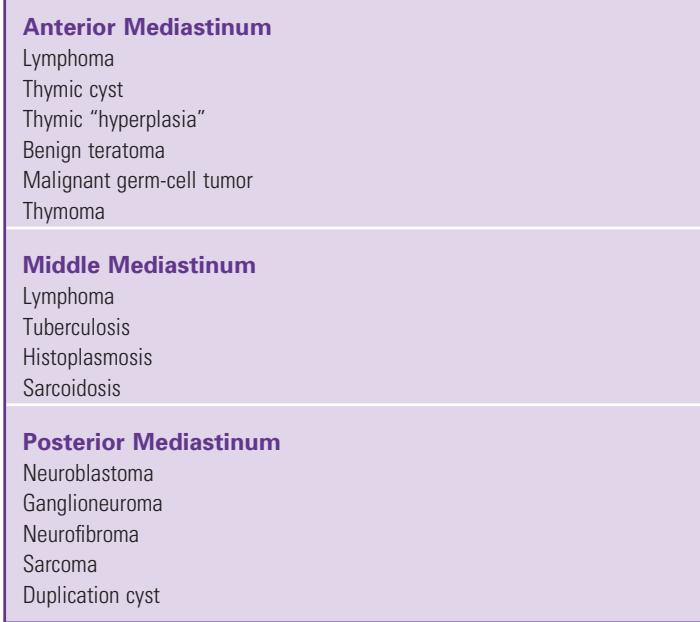 Anterior Mediastinum
Lymphoma
Thymic cyst
Thymic “hyperplasia”
Benign teratoma
Malignant germ-cell tumor
Thymoma
Middle Mediastinum
Lymphoma
Tuberculosis
Histoplasmosis
Sarcoidosis
Posterior Mediastinum
Neuroblastoma
Ganglioneuroma
Neurofibroma
Sarcoma
Duplication cyst